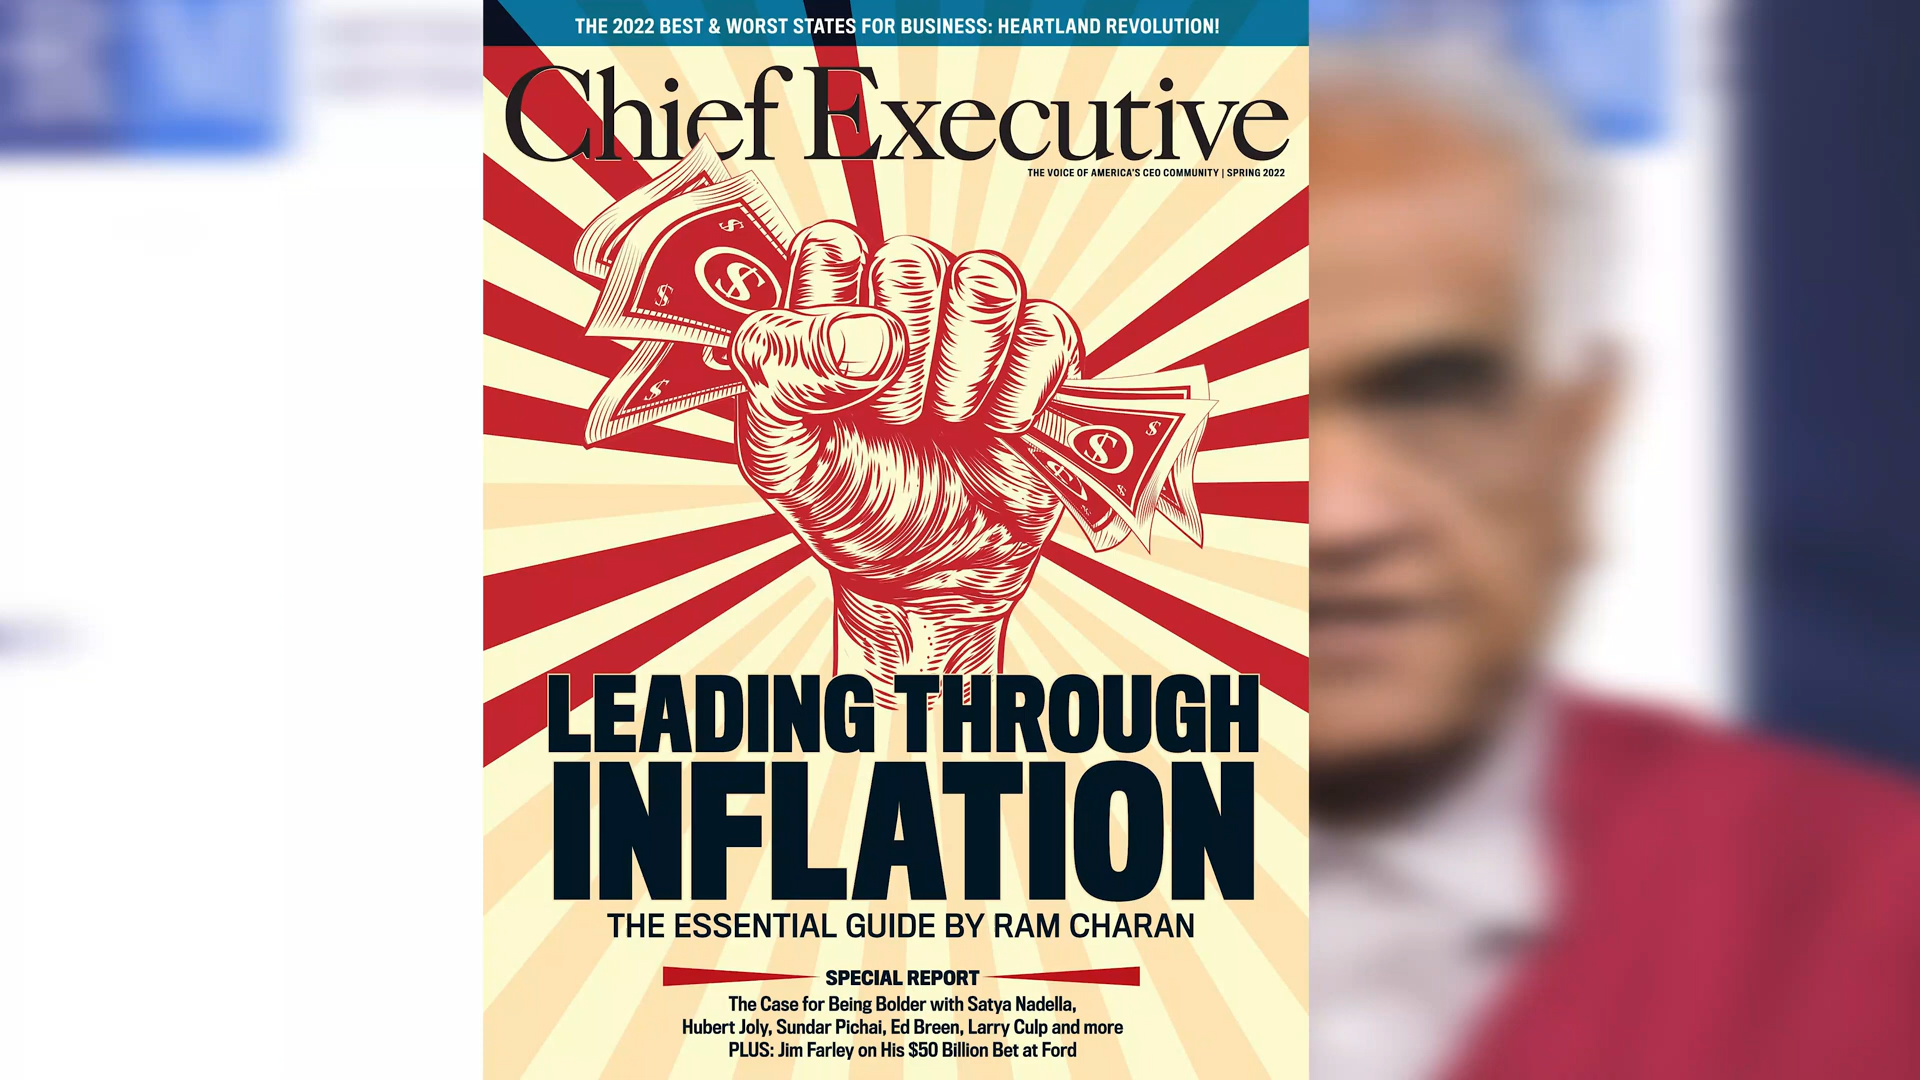 THE 2022 BEST & WORST STATES FOR BUSINESS: HEARTLAND REVOLUTION!
Chief Executive
THE VOICE OF AMERICA'S CEO COMMUNITY | SPRING 2022
LEADING THROUGH
INFLATION
THE ESSENTIAL GUIDE BY RAM CHARAN
SPECIAL REPORT
The Case for Being Bolder with Satya Nadella,
Hubert Joly, Sundar Pichai, Ed Breen, Larry Culp and more
PLUS: Jim Farley on His $50 Billion Bet at Ford